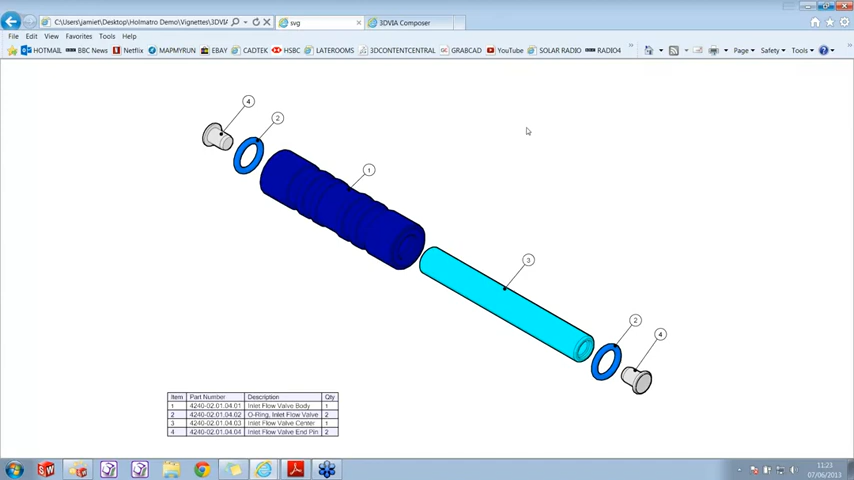 C:\Users\jamiet\Desktop\Holmatro Demo\Vignettes\3DVI/
svg
3DVIA Composer
File Edit View Favorites Tools Help
HOTMAIL BBC News Netflix MAPMYRUN EBAY CADTEK HSBC LATEROOMS 3DCONTENTCENTRAL GRABCAD YouTube SOLAR RADIO RADIO4 Page Safety Tools
4
2
1
3
2
4
Item Part Number Description Qty
1 4240-02.01.04.01 Inlet Flow Valve Body 1
2 4240-02.01.04.02 O-Ring, Inlet Flow Valve 2
3 4240-02.01.04.03 Inlet Flow Valve Center 1
4 4240-02.01.04.04 Inlet Flow Valve End Pin 2
11:23
07/06/2013